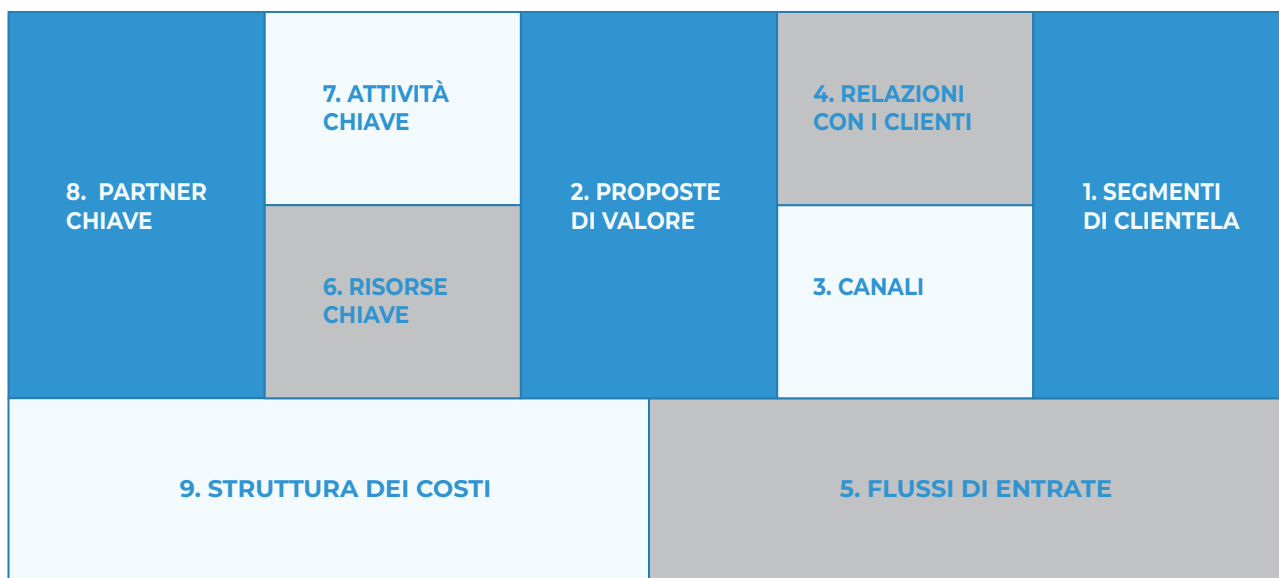 7. ATTIVITÀ
CHIAVE
4. RELAZIONI
CON I CLIENTI
8. PARTNER
CHIAVE
2. PROPOSTE
DI VALORE
1. SEGMENTI
DI CLIENTELA
6. RISORSE
CHIAVE
3. CANALI
9. STRUTTURA DEI COSTI
5. FLUSSI DI ENTRATE